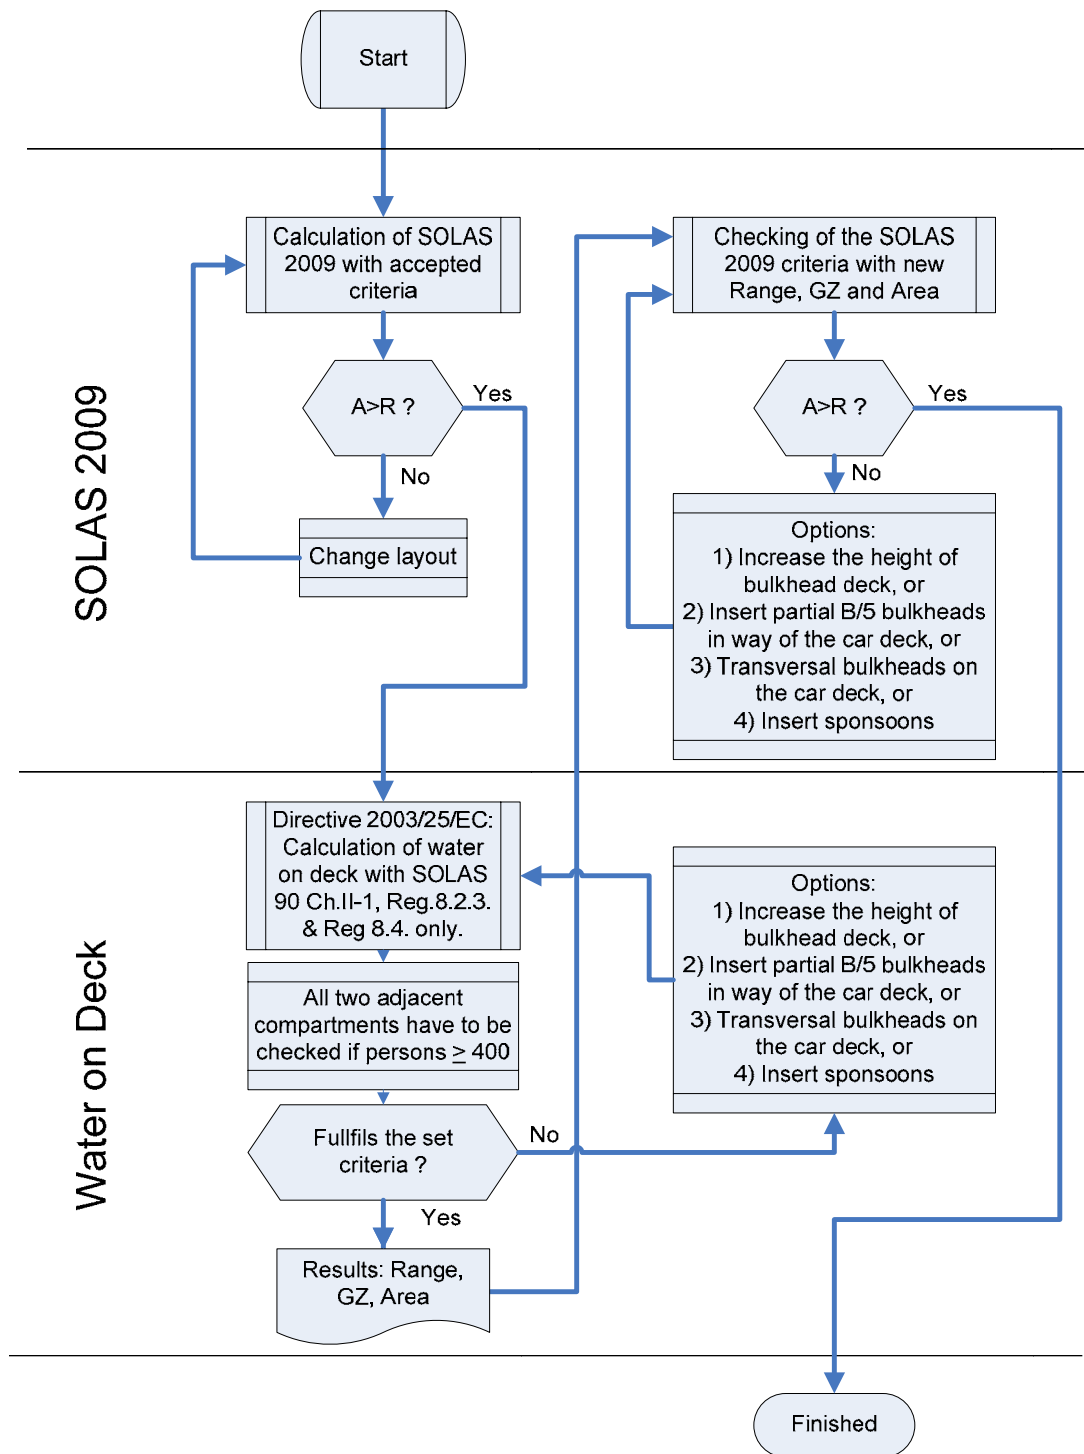 Start
SOLAS 2009
Calculation of SOLAS
2009 with accepted
criteria
A>R ?
Yes
No
Change layout
Checking of the SOLAS
2009 criteria with new
Range, GZ and Area
A>R ?
Yes
No
Options:
1) Increase the height of
bulkhead deck, or
2) Insert partial B/5 bulkheads
in way of the car deck, or
3) Transversal bulkheads on
the car deck, or
4) Insert sponsoons
Water on Deck
Directive 2003/25/EC:
Calculation of water
on deck with SOLAS
90 Ch.II-1, Reg.8.2.3.
& Reg 8.4. only.
All two adjacent
compartments have to be
checked if persons ≥ 400
Fullfils the set
criteria ?
No
Yes
Results: Range,
GZ, Area
Options:
1) Increase the height of
bulkhead deck, or
2) Insert partial B/5 bulkheads
in way of the car deck, or
3) Transversal bulkheads on
the car deck, or
4) Insert sponsoons
Finished